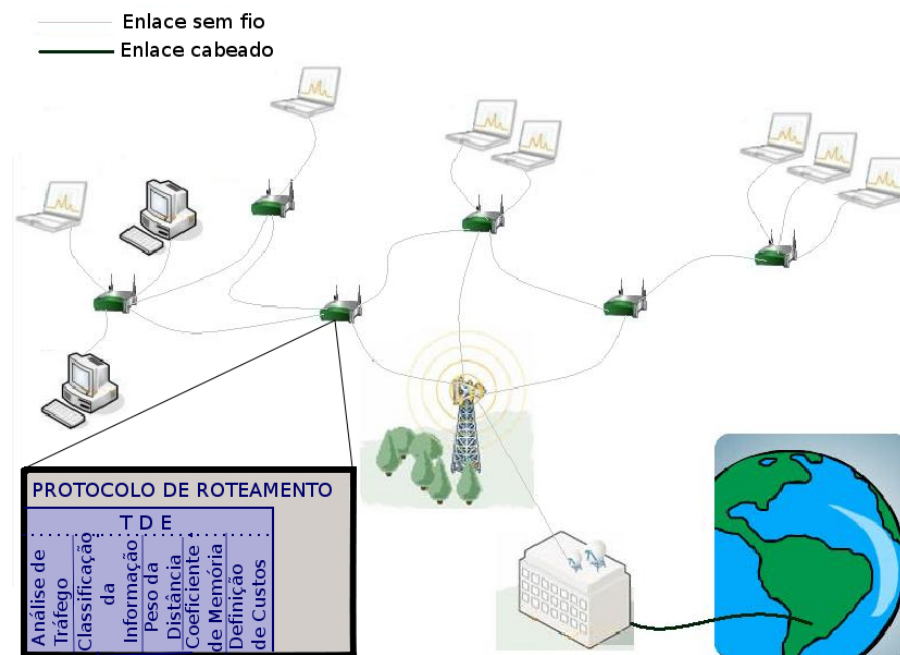 Enlace sem fio
Enlace cabeado
PROTOCOLO DE ROTEAMENTO
T D E
Análise de
Tráfego
Classificação
da
Informação
Peso da
Distância
Coeficiente
de Memória
Definição
de Custos